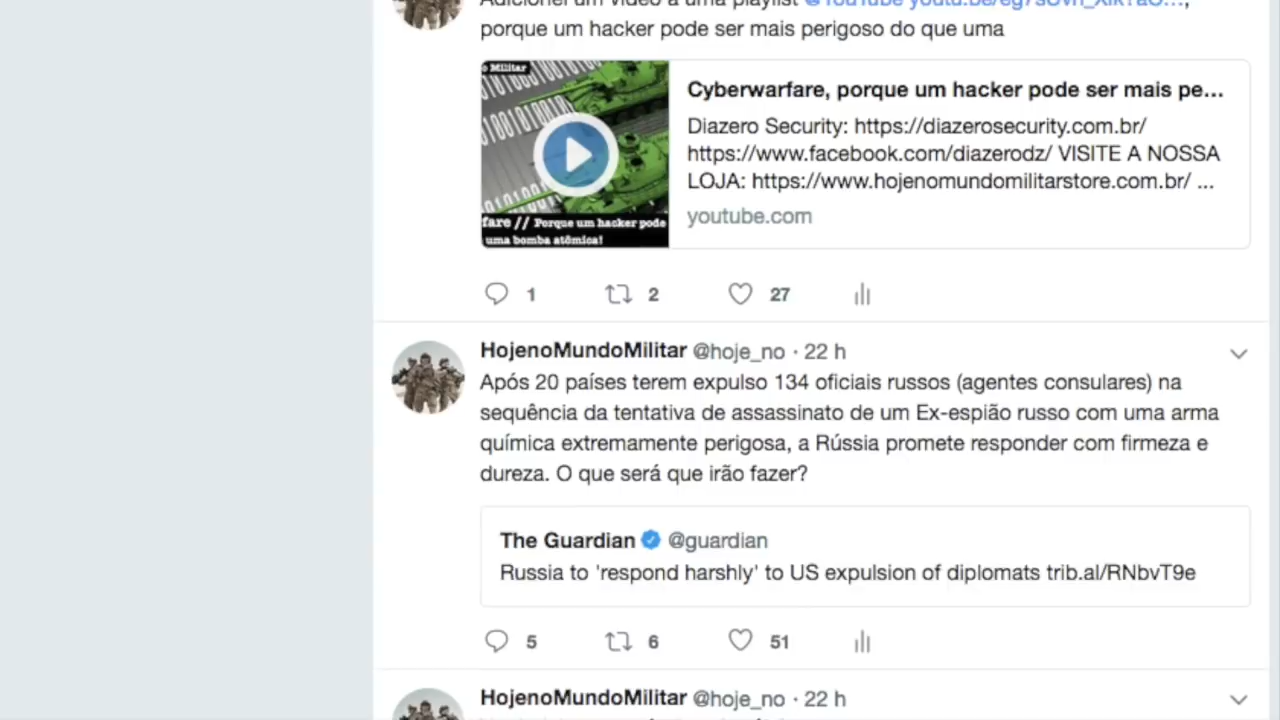 Adicionei um vídeo a uma playlist @YouTube
porque um hacker pode ser mais perigoso do que uma
o Militar
fare // Porque um hacker pode
uma bomba atômica!
Cyberwarfare, porque um hacker pode ser mais pe...
Diazero Security: https://diazerosecurity.com.br/
https://www.facebook.com/diazerodz/ VISITE A NOSSA
LOJA: https://www.hojenomundomilitarstore.com.br/ ...
youtube.com
1 2 27
HojenoMundoMilitar @hoje_no · 22 h
Após 20 países terem expulso 134 oficiais russos (agentes consulares) na
sequência da tentativa de assassinato de um Ex-espião russo com uma arma
química extremamente perigosa, a Rússia promete responder com firmeza e
dureza. O que será que irão fazer?
The Guardian @guardian
Russia to 'respond harshly' to US expulsion of diplomats trib.al/RNbvT9e
5 6 51
HojenoMundoMilitar @hoje_no · 22 h